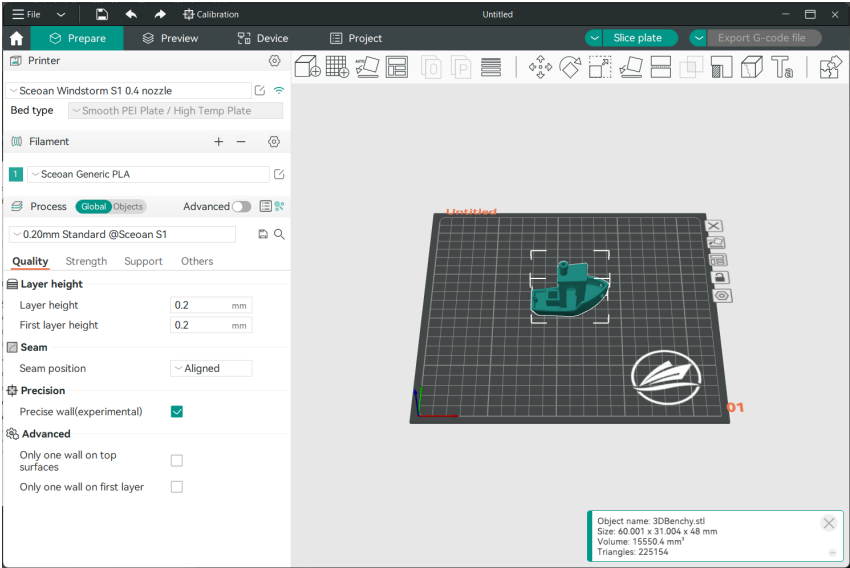 File
Calibration
Untitled
Prepare
Preview
Device
Project
Slice plate
Export G-code file
Printer
Sceoan Windstorm S1 0.4 nozzle
Bed type
Smooth PEI Plate / High Temp Plate
Filament
1
Sceoan Generic PLA
Process
Global
Objects
Advanced
0.20mm Standard @Sceoan S1
Quality
Strength
Support
Others
Layer height
Layer height
0.2 mm
First layer height
0.2 mm
Seam
Seam position
Aligned
Precision
Precise wall(experimental)
Advanced
Only one wall on top
surfaces
Only one wall on first layer
AUTO
O
P
Ta
Untitled
01
Object name: 3DBenchy.stl
Size: 60.001 x 31.004 x 48 mm
Volume: 15550.4 mm³
Triangles: 225154